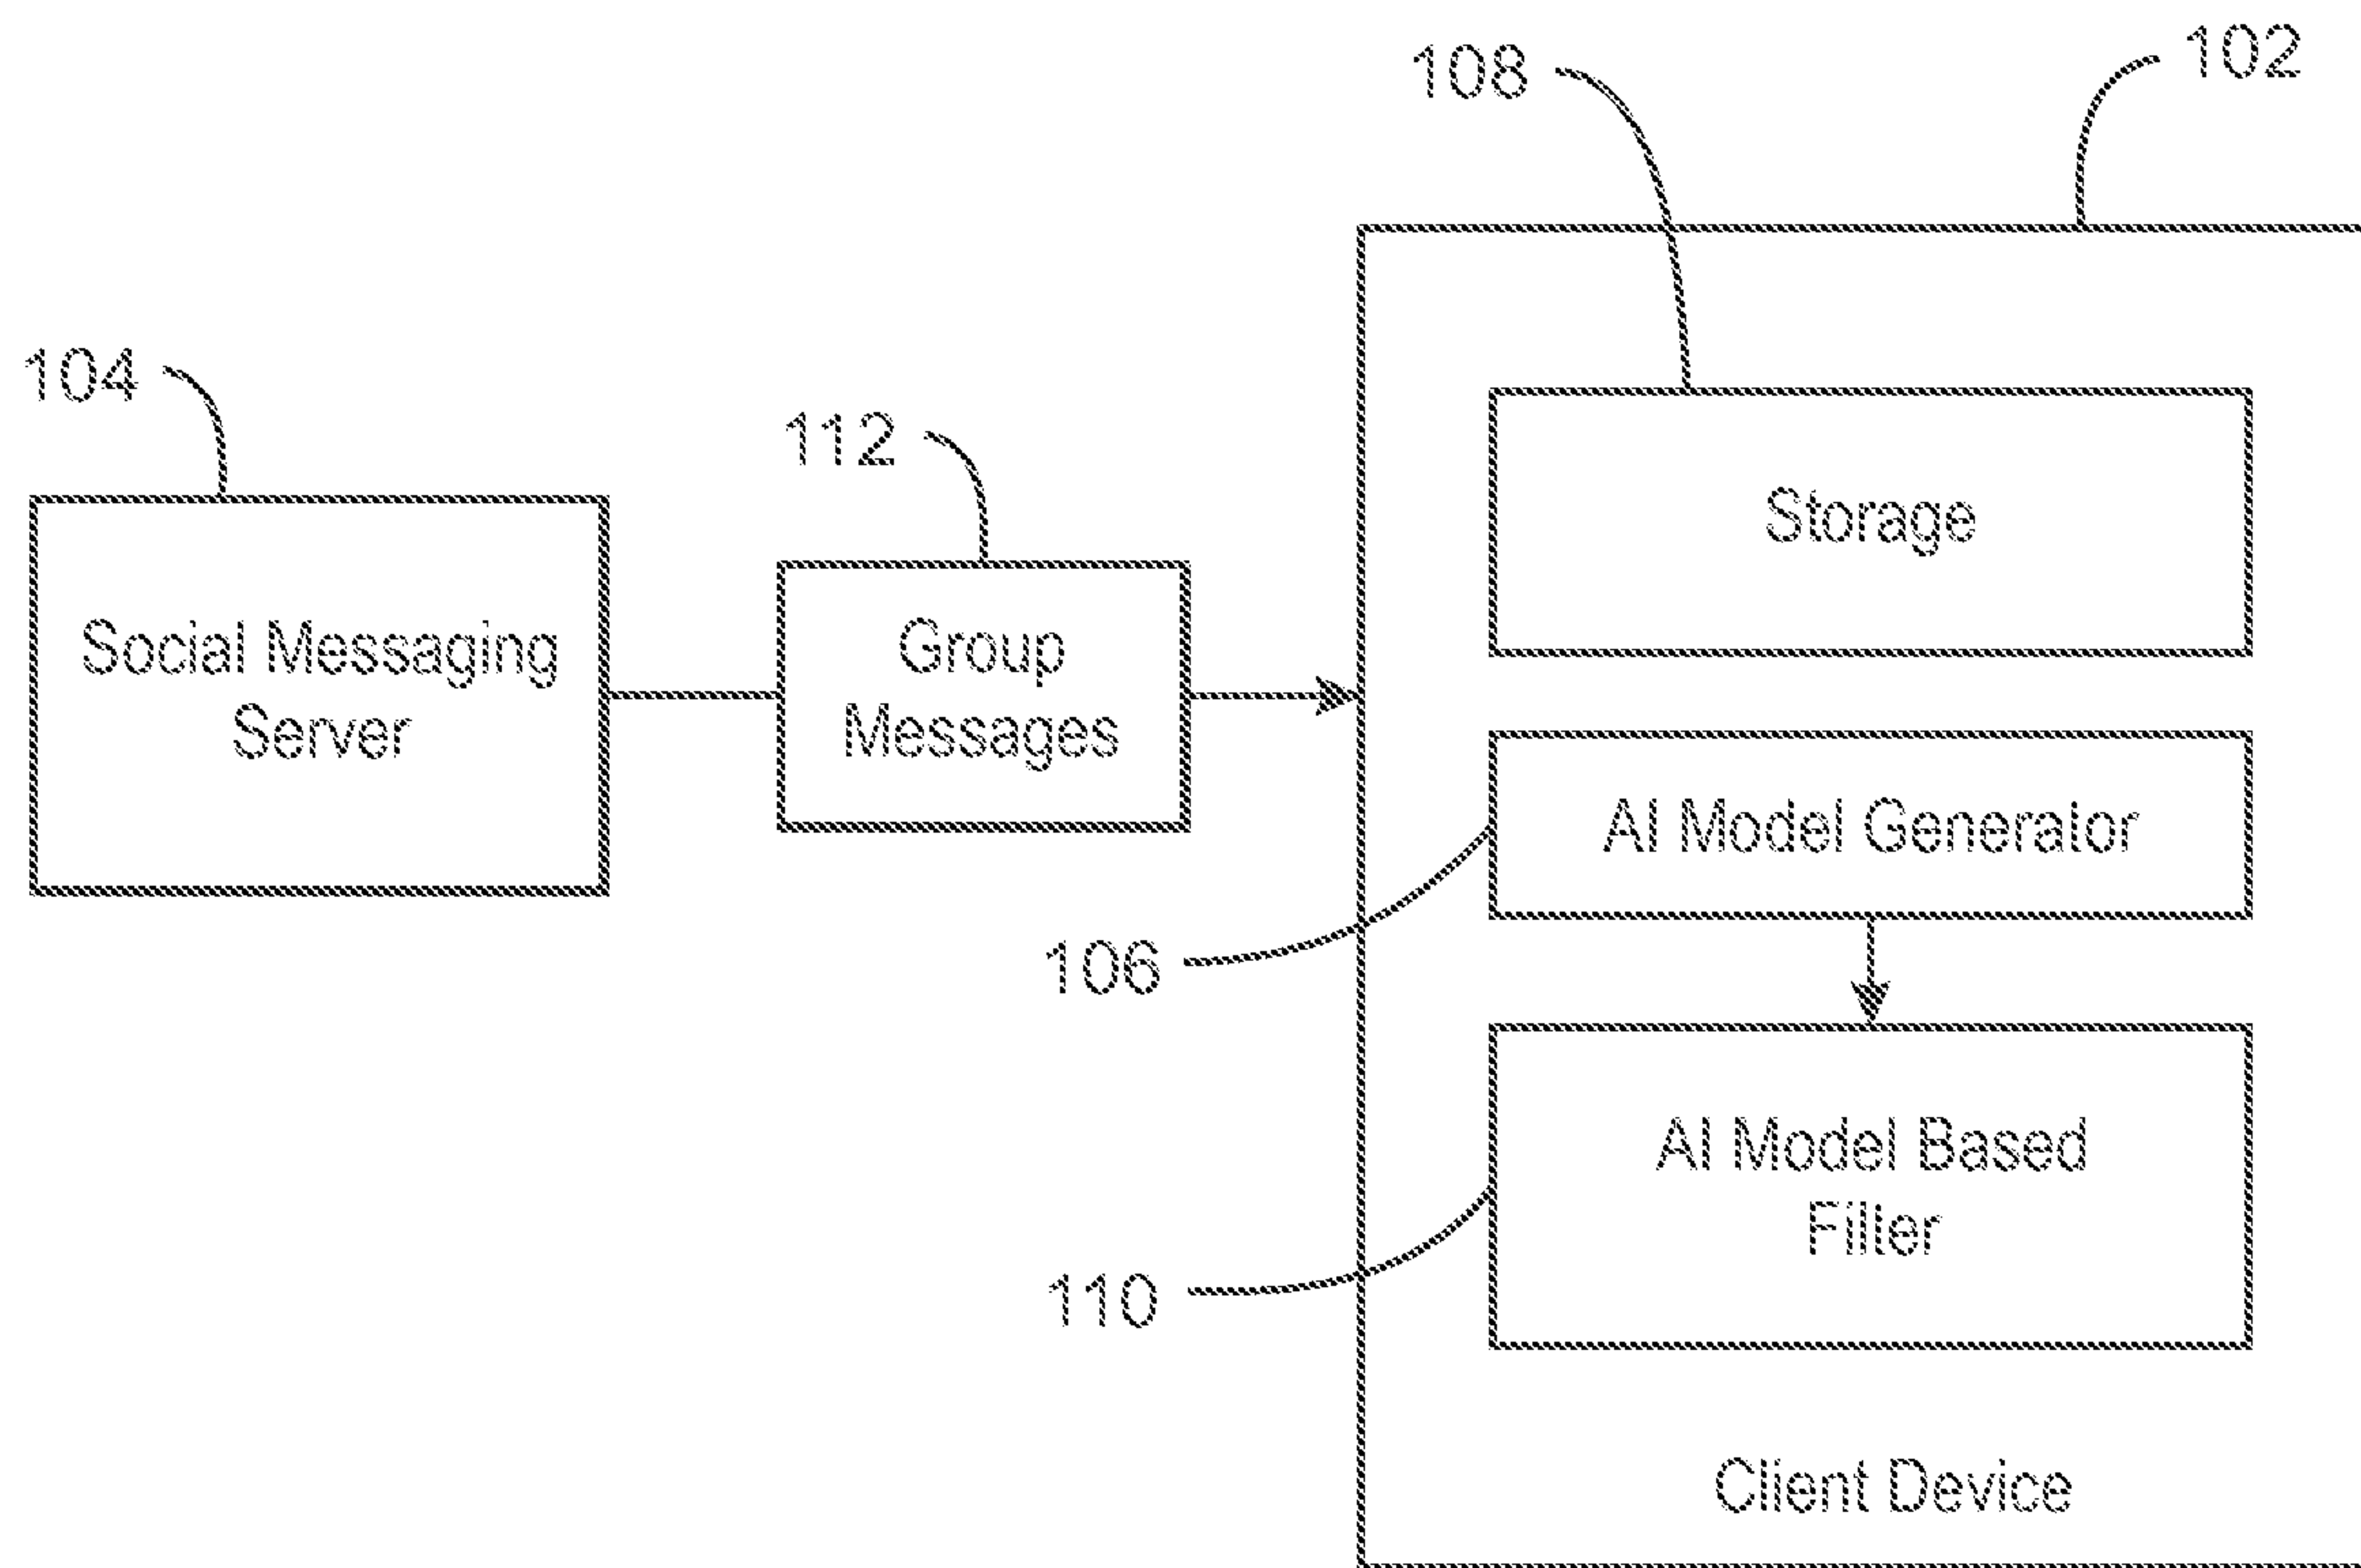 108
102
104
112
Storage
Social Messaging
Server
Group
Messages
AI Model Generator
106
AI Model Based
Filter
110
Client Device